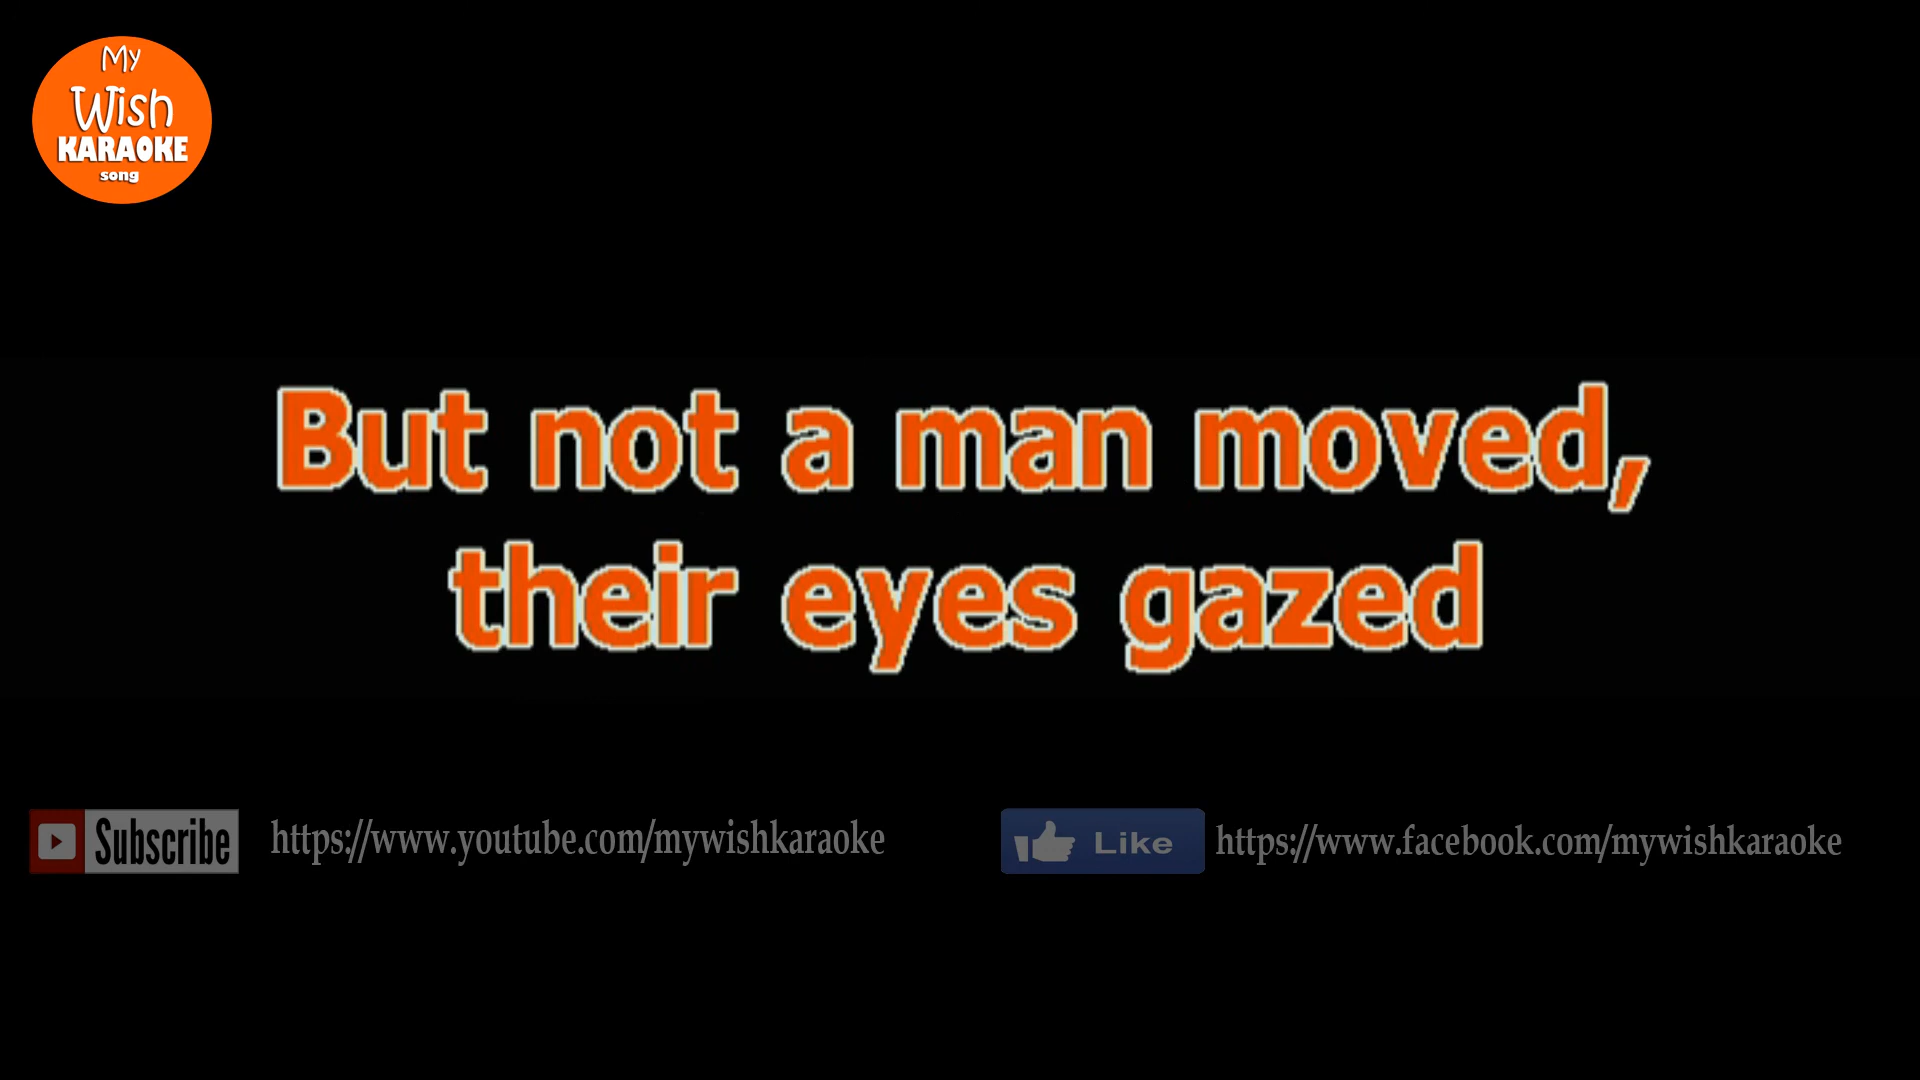 My
Wish
KARAOKE
song
But not a man moved,
their eyes gazed
Subscribe https://www.youtube.com/mywishkaraoke Like https://www.facebook.com/mywishkaraoke